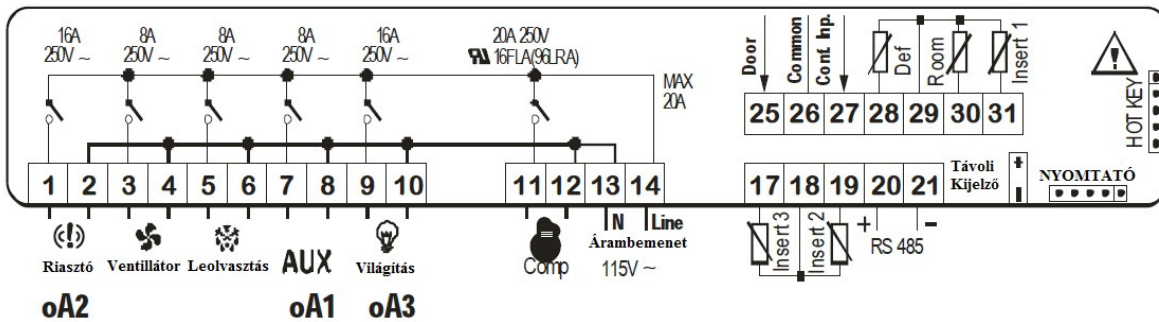 16A 8A 8A 8A 16A 20A 250V
250V ~ 250V ~ 250V ~ 250V ~ 250V ~ 16FLA(96LRA)
MAX
20A
Door
Common
Conf Inp.
Def
Room
Insert 1
HOT KEY
25 26 27 28 29 30 31
1 2 3 4 5 6 7 8 9 10 11 12 13 14
17 18 19 20 21
Távoli
Kijelző
+
-
NYOMTATÓ
N Line
Riasztó Ventillátor Leolvasztás AUX Világítás
Comp
Árambemenet
115V ~
Insert 3
Insert 2
+ -
RS 485
oA2 oA1 oA3